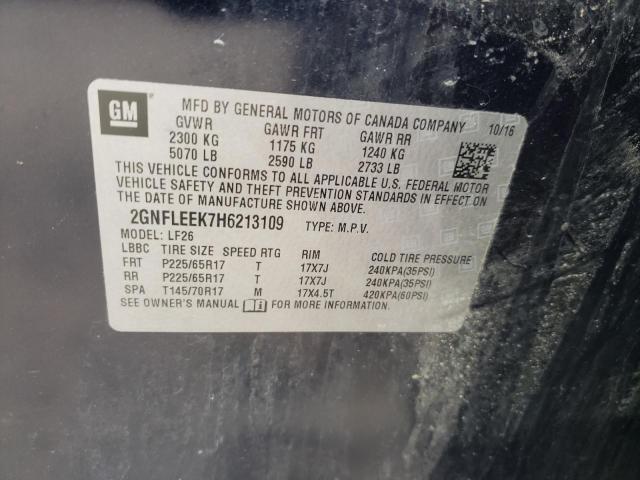 GM
MFD BY GENERAL MOTORS OF CANADA COMPANY 10/16
GVWR GAWR FRT GAWR RR
2300 KG 1175 KG 1240 KG
5070 LB 2590 LB 2733 LB
THIS VEHICLE CONFORMS TO ALL APPLICABLE U.S. FEDERAL MOTOR
VEHICLE SAFETY AND THEFT PREVENTION STANDARDS IN EFFECT ON
THE DATE OF MANUFACTURE SHOWN ABOVE.
2GNFLEEK7H6213109 TYPE: M.P.V.
MODEL: LF26
LBBC TIRE SIZE SPEED RTG RIM COLD TIRE PRESSURE
FRT P225/65R17 T 17X7J 240KPA(35PSI)
RR P225/65R17 T 17X7J 240KPA(35PSI)
SPA T145/70R17 M 17X4.5T 420KPA(60PSI)
SEE OWNER'S MANUAL FOR MORE INFORMATION.